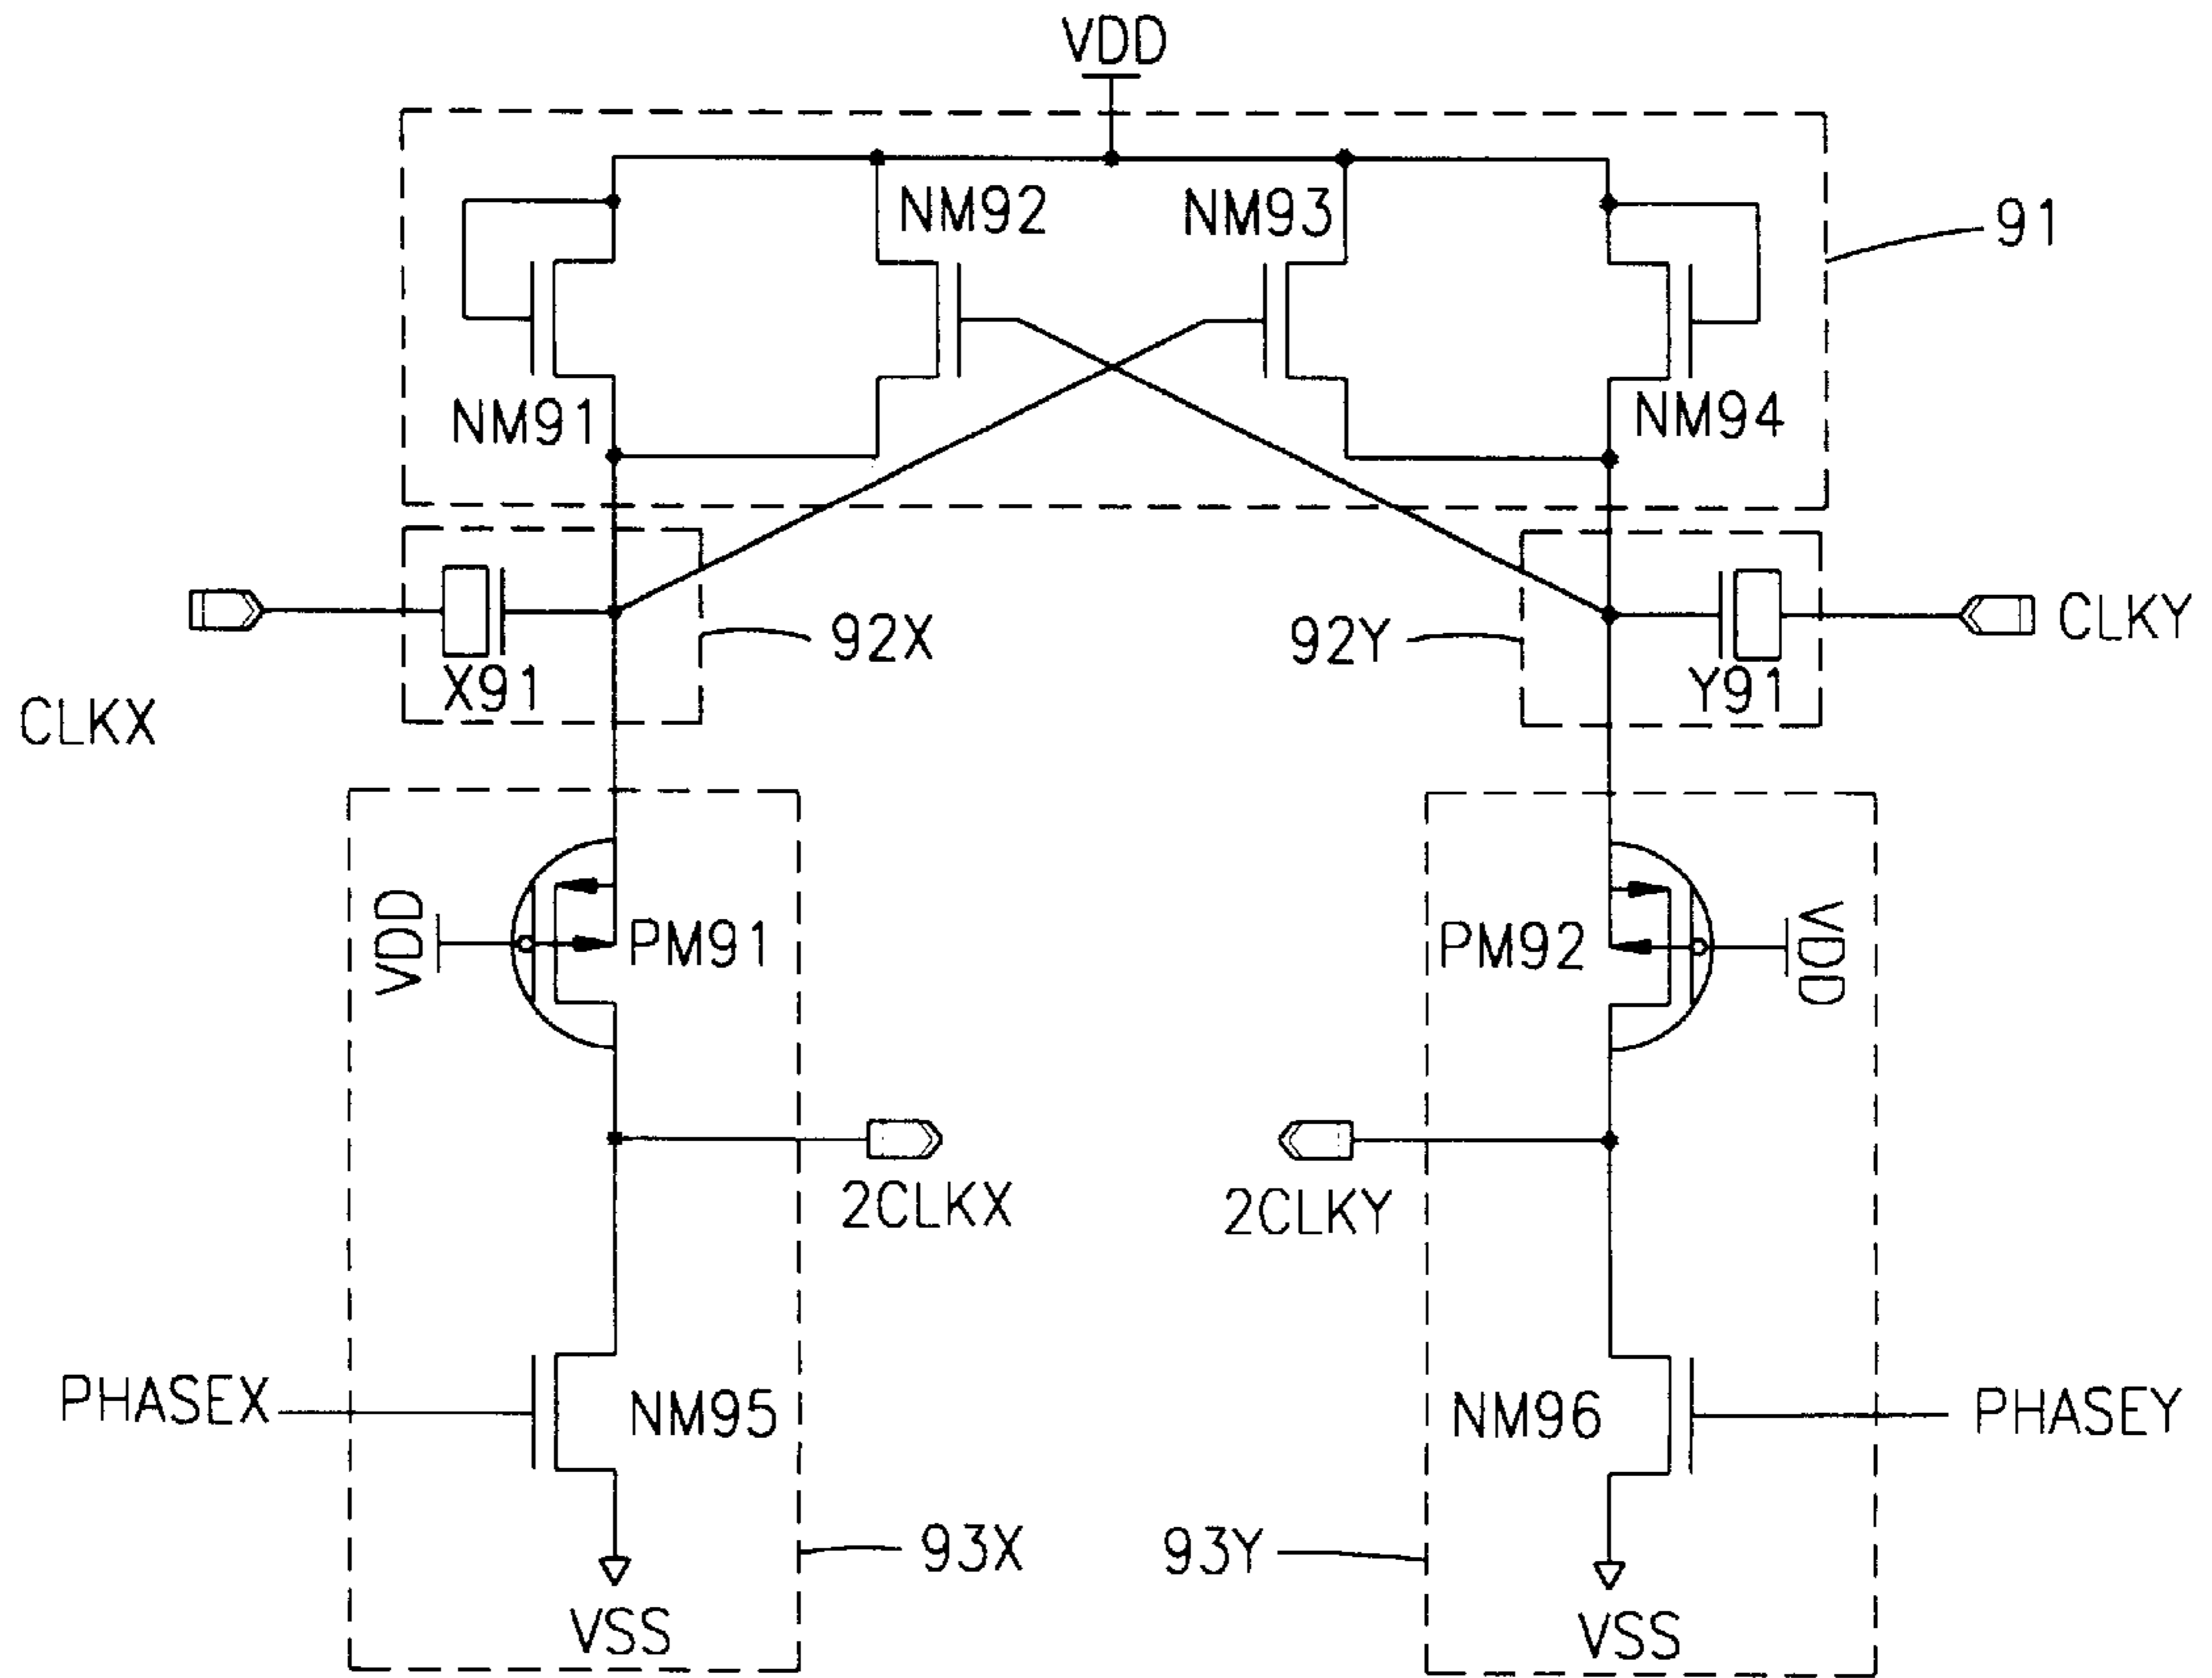 VDD
NM92
NM93
91
NM91
NM94
92X
92Y
CLKY
X91
Y91
CLKX
VDD
PM91
PM92
VDD
2CLKX
2CLKY
PHASEX
NM95
NM96
PHASEY
93X
93Y
VSS
VSS